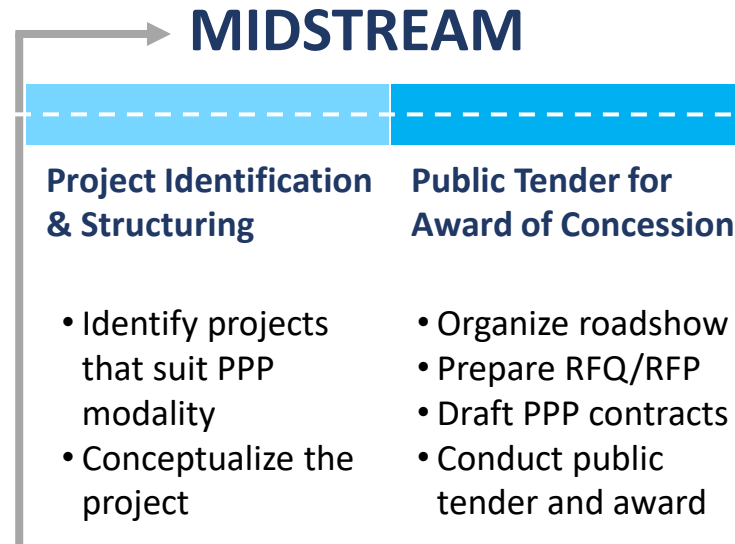 MIDSTREAM
Project Identification
& Structuring
• Identify projects
that suit PPP
modality
• Conceptualize the
project
Public Tender for
Award of Concession
• Organize roadshow
• Prepare RFQ/RFP
• Draft PPP contracts
• Conduct public
tender and award